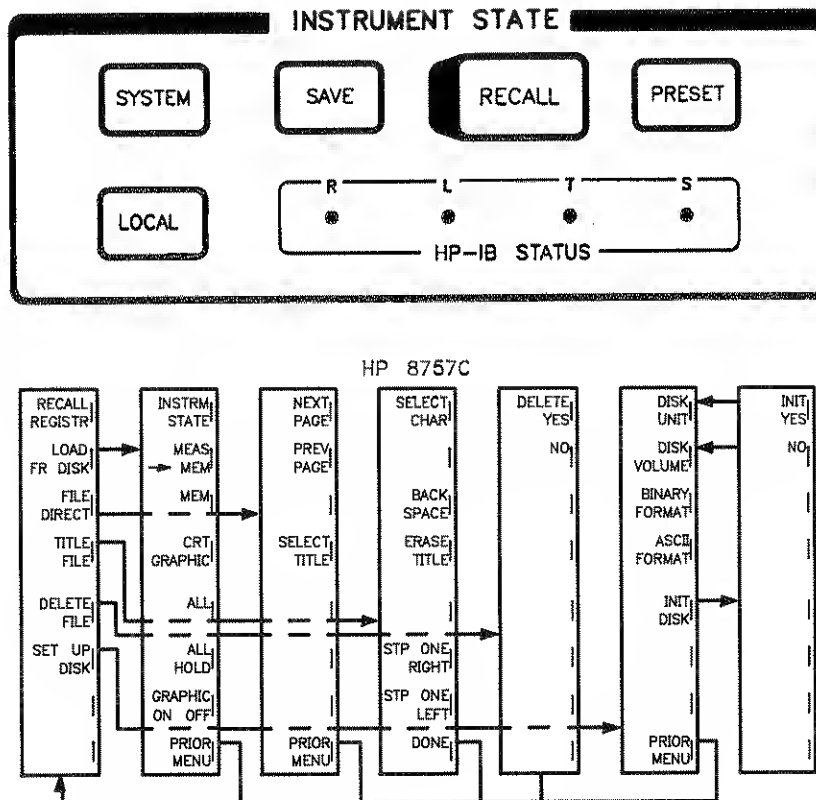 INSTRUMENT STATE
SYSTEM
SAVE
RECALL
PRESET
LOCAL
R L T S
HP-IB STATUS
HP 8757C
RECALL
REGISTR
LOAD
FR DISK
FILE
DIRECT
TITLE
FILE
DELETE
FILE
SET UP
DISK
INSTRM
STATE
MEAS
→ MEM
MEM
CRT
GRAPHIC
ALL
ALL
HOLD
GRAPHIC
ON OFF
PRIOR
MENU
NEXT
PAGE
PREV
PAGE
SELECT
TITLE
PRIOR
MENU
SELECT
CHAR
BACK
SPACE
ERASE
TITLE
STP ONE
RIGHT
STP ONE
LEFT
DONE
DELETE
YES
NO
DISK
UNIT
DISK
VOLUME
BINARY
FORMAT
ASCII
FORMAT
INIT
DISK
PRIOR
MENU
INIT
YES
NO